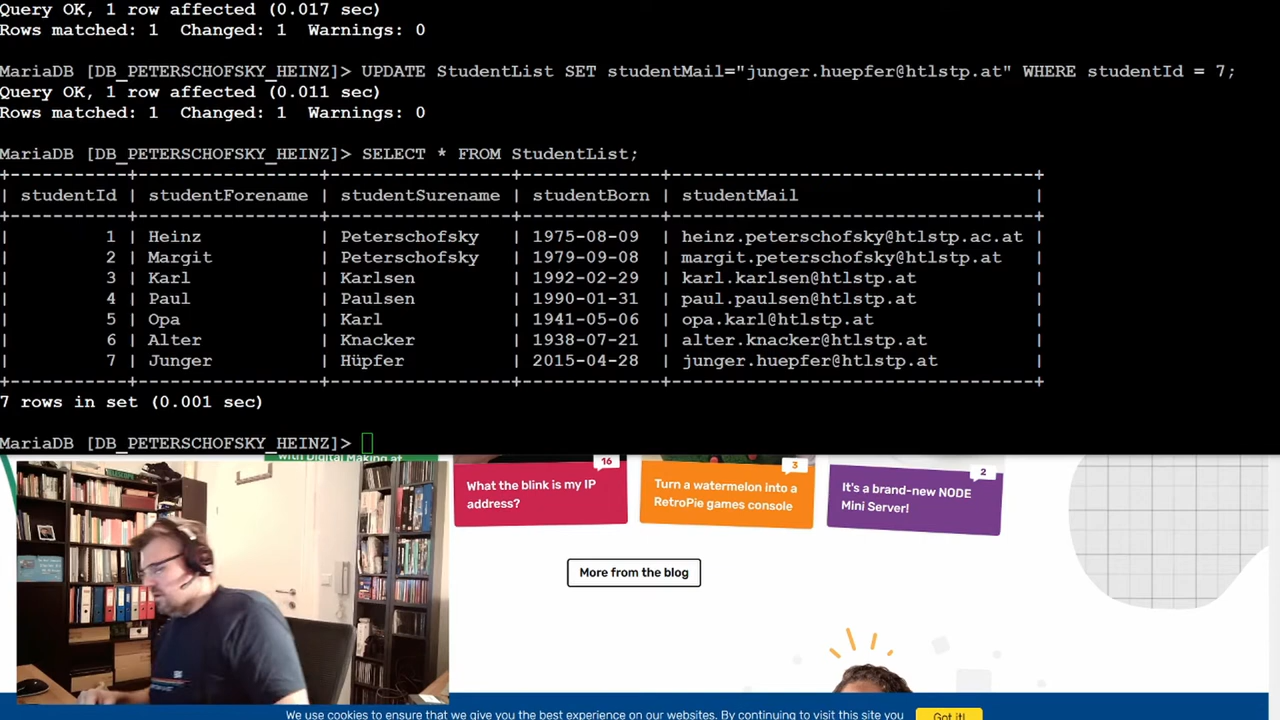 Query OK, 1 row affected (0.017 sec)
Rows matched: 1  Changed: 1  Warnings: 0
MariaDB [DB_PETERSCHOFSKY_HEINZ]> UPDATE StudentList SET studentMail="junger.huepfer@htlstp.at" WHERE studentId = 7;
Query OK, 1 row affected (0.011 sec)
Rows matched: 1  Changed: 1  Warnings: 0
MariaDB [DB_PETERSCHOFSKY_HEINZ]> SELECT * FROM StudentList;
+-----------+-----------------+-----------------+-------------+----------------------------------+
| studentId | studentForename | studentSurename | studentBorn | studentMail                      |
+-----------+-----------------+-----------------+-------------+----------------------------------+
|         1 | Heinz           | Peterschofsky   | 1975-08-09  | heinz.peterschofsky@htlstp.ac.at |
|         2 | Margit          | Peterschofsky   | 1979-09-08  | margit.peterschofsky@htlstp.at   |
|         3 | Karl            | Karlsen         | 1992-02-29  | karl.karlsen@htlstp.at           |
|         4 | Paul            | Paulsen         | 1990-01-31  | paul.paulsen@htlstp.at           |
|         5 | Opa             | Karl            | 1941-05-06  | opa.karl@htlstp.at               |
|         6 | Alter           | Knacker         | 1938-07-21  | alter.knacker@htlstp.at          |
|         7 | Junger          | Hüpfer          | 2015-04-28  | junger.huepfer@htlstp.at         |
+-----------+-----------------+-----------------+-------------+----------------------------------+
7 rows in set (0.001 sec)
MariaDB [DB_PETERSCHOFSKY_HEINZ]>
with Digital Making at...
16
What the blink is my IP
address?
3
Turn a watermelon into a
RetroPie games console
2
It's a brand-new NODE
Mini Server!
More from the blog
We use cookies to ensure that we give you the best experience on our websites. By continuing to visit this site you
Got it!